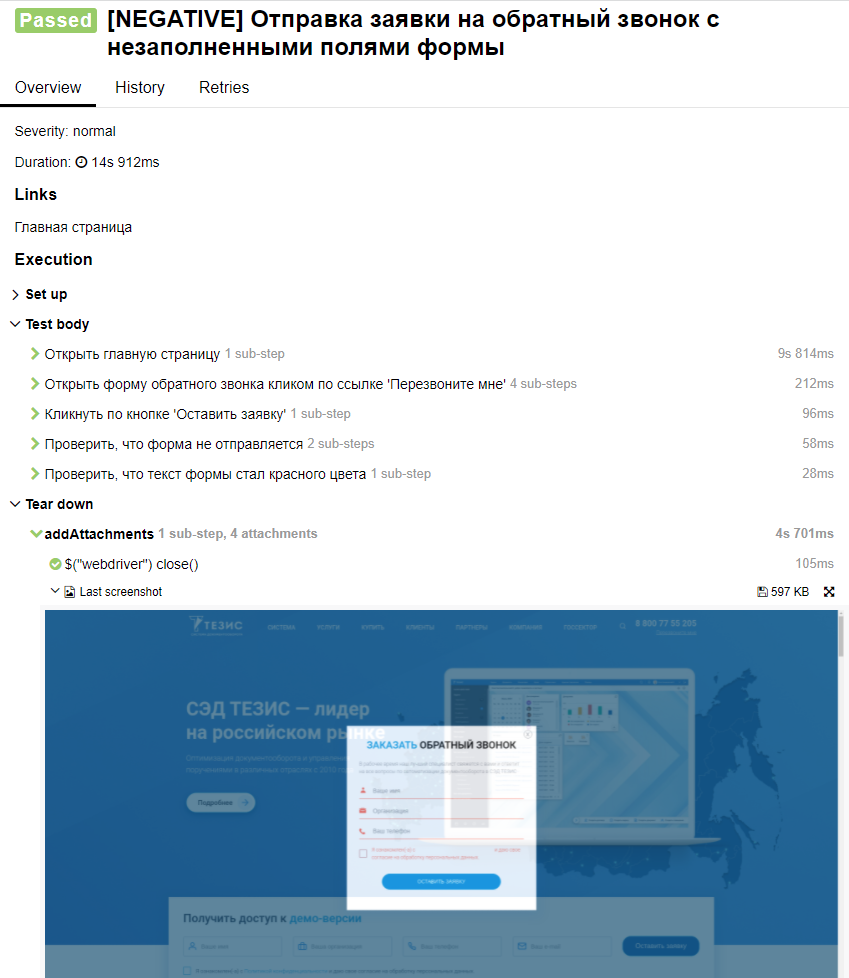 Passed [NEGATIVE] Отправка заявки на обратный звонок с
незаполненными полями формы
Overview History Retries
Severity: normal
Duration: 14s 912ms
Links
Главная страница
Execution
Set up
Test body
Открыть главную страницу 1 sub-step 9s 814ms
Открыть форму обратного звонка кликом по ссылке 'Перезвоните мне' 4 sub-steps 212ms
Кликнуть по кнопке 'Оставить заявку' 1 sub-step 96ms
Проверить, что форма не отправляется 2 sub-steps 58ms
Проверить, что текст формы стал красного цвета 1 sub-step 28ms
Tear down
addAttachments 1 sub-step, 4 attachments 4s 701ms
$("webdriver") close() 105ms
Last screenshot 597 KB
ТЕЗИС СИСТЕМА УСЛУГИ КУПИТЬ КЛИЕНТЫ ПАРТНЕРЫ КОМПАНИЯ ГОССЕКТОР 8 800 77 55 205
СЭД ТЕЗИС — лидер
на российском рынке
Подробнее
ЗАКАЗАТЬ ОБРАТНЫЙ ЗВОНОК
Ваше имя
Организация
Ваш телефон
согласие на обработку персональных данных
ОСТАВИТЬ ЗАЯВКУ
Получить доступ к демо-версии
Ваше имя Ваша организация Ваш телефон Ваш e-mail Оставить заявку